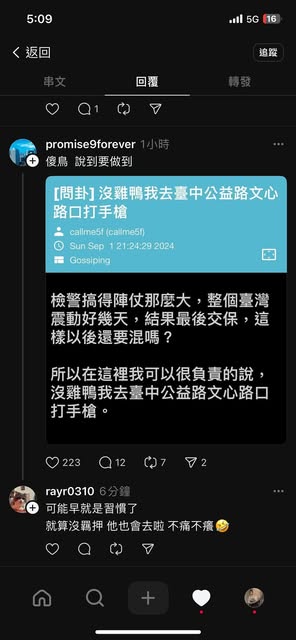 5:09
5G 16
返回
追蹤
串文 回覆 轉發
1
promise9forever 1小時
傻鳥 說到要做到
[問卦] 沒雞鴨我去臺中公益路文心
路口打手槍
callme5f (callme5f)
Sun Sep 1 21:24:29 2024
Gossiping
檢警搞得陣仗那麼大，整個臺灣
震動好幾天，結果最後交保，這
樣以後還要混嗎？
所以在這裡我可以很負責的說，
沒雞鴨我去臺中公益路文心路口
打手槍。
223 12 7 2
rayr0310 6分鐘
可能早就是習慣了
就算沒羈押 他也會去啦 不痛不癢🤣